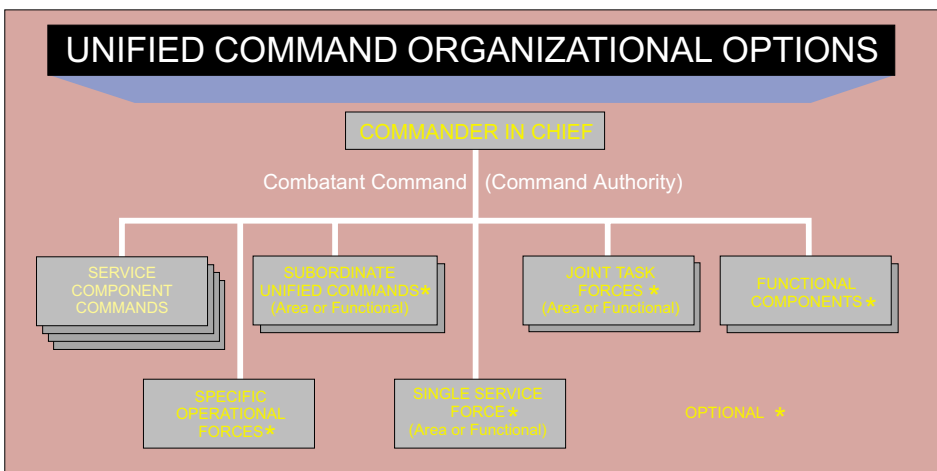 UNIFIED COMMAND ORGANIZATIONAL OPTIONS
COMMANDER IN CHIEF
Combatant Command (Command Authority)
SERVICE
COMPONENT
COMMANDS
SUBORDINATE
UNIFIED COMMANDS*
(Area or Functional)
JOINT TASK
FORCES *
(Area or Functional)
FUNCTIONAL
COMPONENTS*
SPECIFIC
OPERATIONAL
FORCES*
SINGLE SERVICE
FORCE*
(Area or Functional)
OPTIONAL *